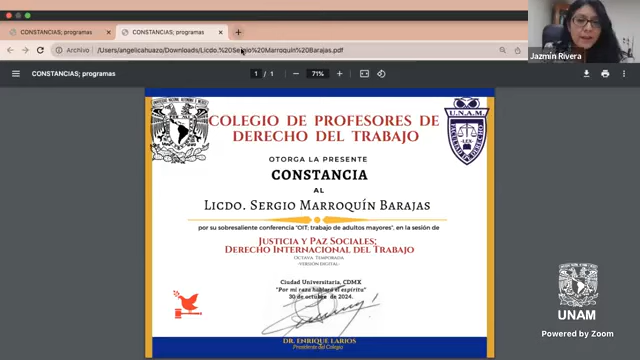 CONSTANCIAS; programas
CONSTANCIAS; programas
Archivo /Users/angelicahuazo/Downloads/Licdo.%20Sergio%20Marroquín%20Barajas.pdf
Jazmin Rivera
CONSTANCIAS; programas
1 / 1
71%
COLEGIO DE PROFESORES DE
DERECHO DEL TRABAJO
U.N.A.M.
OTORGA LA PRESENTE
CONSTANCIA
AL
LICDO. SERGIO MARROQUÍN BARAJAS
por su sobresaliente conferencia "OIT; trabajo de adultos mayores", en la sesión de
JUSTICIA Y PAZ SOCIALES;
DERECHO INTERNACIONAL DEL TRABAJO
OCTAVA TEMPORADA
-VERSIÓN DIGITAL-
Ciudad Universitaria, CDMX
"Por mi raza hablará el espíritu"
30 de octubre de 2024.
DR. ENRIQUE LARIOS
Presidente del Colegio
UNAM
Powered by Zoom